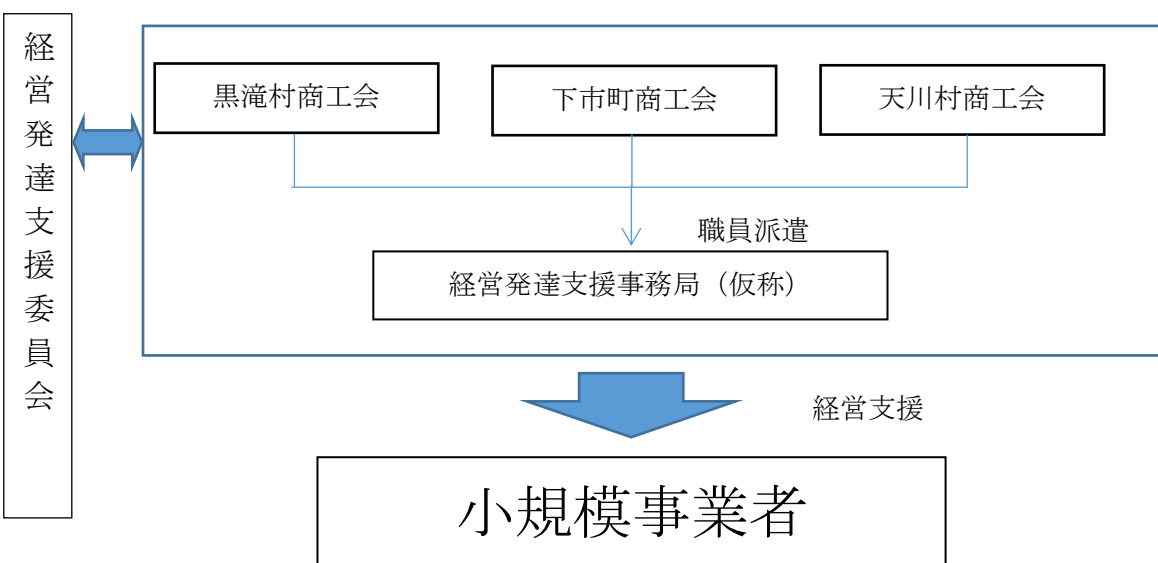 経営発達支援委員会
黒滝村商工会
下市町商工会
天川村商工会
職員派遣
経営発達支援事務局（仮称）
経営支援
小規模事業者